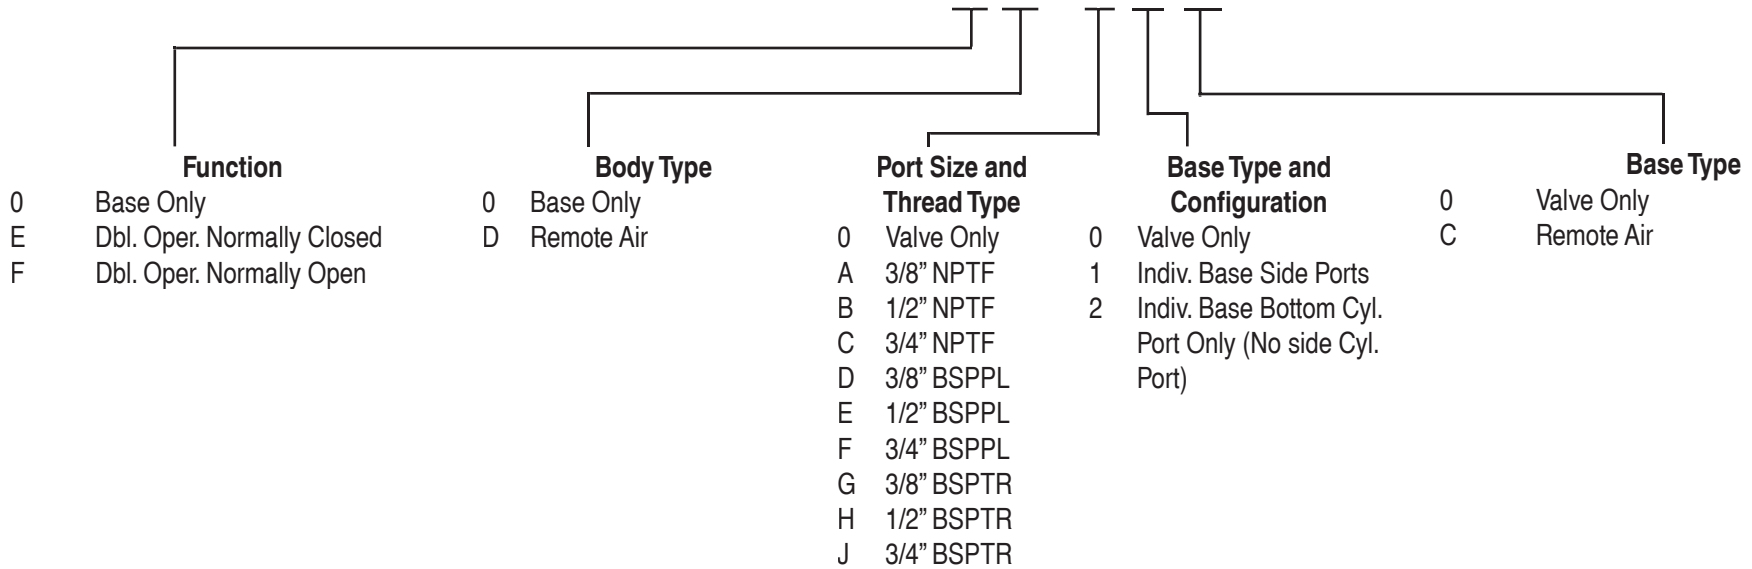 Function
0 Base Only
E Dbl. Oper. Normally Closed
F Dbl. Oper. Normally Open
Body Type
0 Base Only
D Remote Air
Port Size and
Thread Type
0 Valve Only
A 3/8” NPTF
B 1/2” NPTF
C 3/4” NPTF
D 3/8” BSPPL
E 1/2” BSPPL
F 3/4” BSPPL
G 3/8” BSPTR
H 1/2” BSPTR
J 3/4” BSPTR
Base Type and
Configuration
0 Valve Only
1 Indiv. Base Side Ports
2 Indiv. Base Bottom Cyl.
Port Only (No side Cyl.
Port)
Base Type
0 Valve Only
C Remote Air